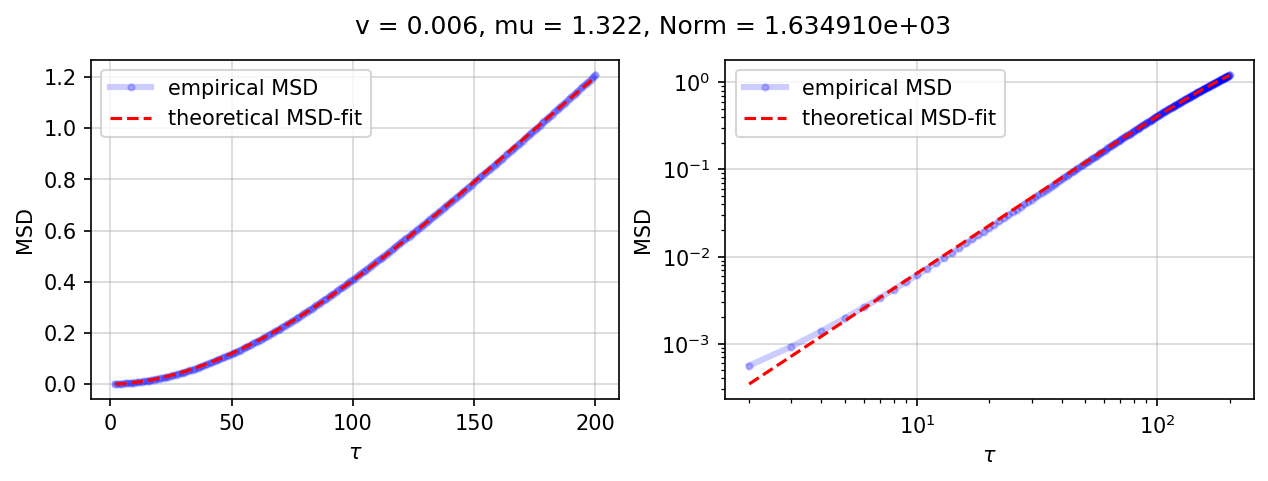 v = 0.006, mu = 1.322, Norm = 1.634910e+03
empirical MSD
theoretical MSD-fit
MSD
1.2
1.0
0.8
0.6
0.4
0.2
0.0
0 50 100 150 200
τ
empirical MSD
theoretical MSD-fit
MSD
10⁰
10⁻¹
10⁻²
10⁻³
10¹ 10²
τ